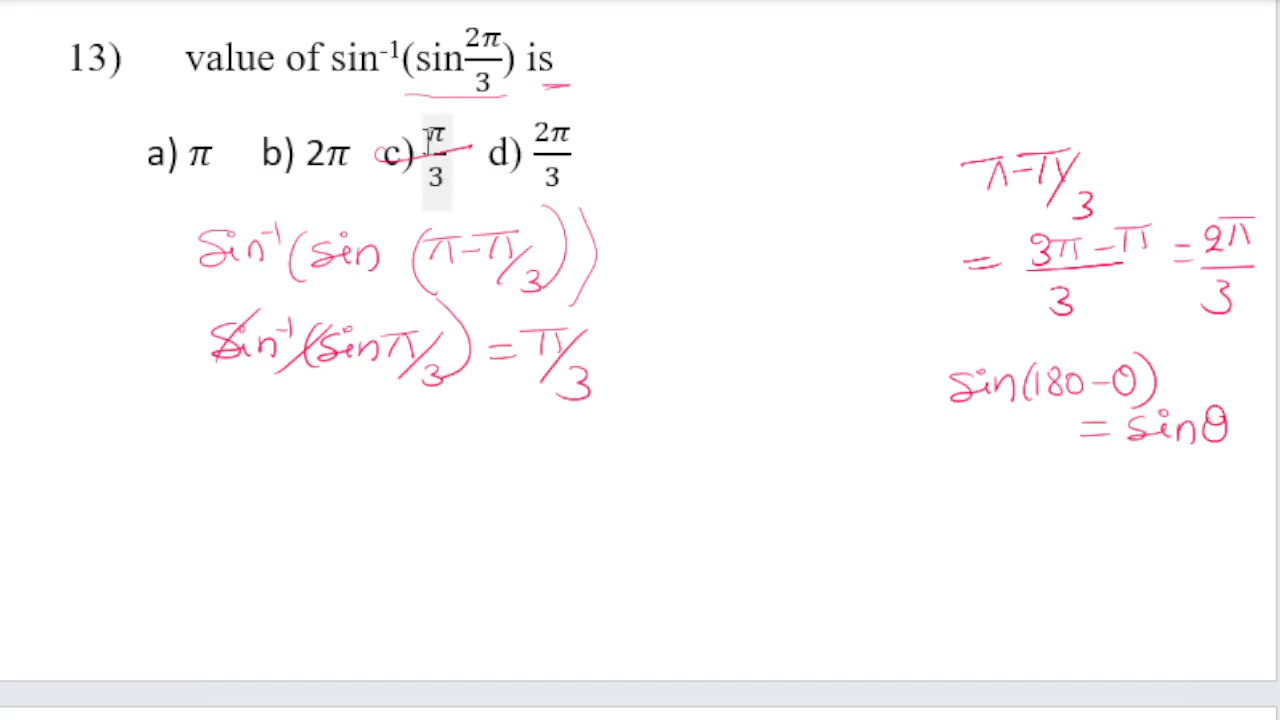 13) value of sin⁻¹(sin 2π/3) is
a) π b) 2π c) π/3 d) 2π/3
sin⁻¹(sin (π-π/3))
sin⁻¹(sin π/3) = π/3
π-π/3
= 3π-π/3 = 2π/3
sin(180-θ)
= sinθ